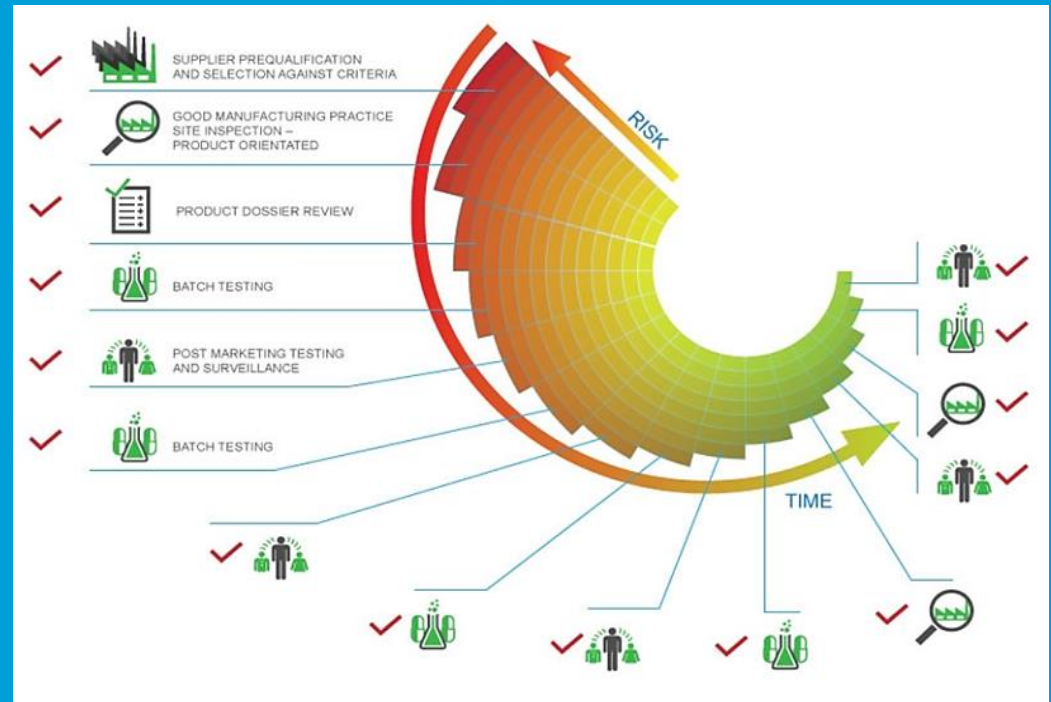 SUPPLIER PREQUALIFICATION
AND SELECTION AGAINST CRITERIA
GOOD MANUFACTURING PRACTICE
SITE INSPECTION –
PRODUCT ORIENTATED
PRODUCT DOSSIER REVIEW
BATCH TESTING
POST MARKETING TESTING
AND SURVEILLANCE
BATCH TESTING
RISK
TIME